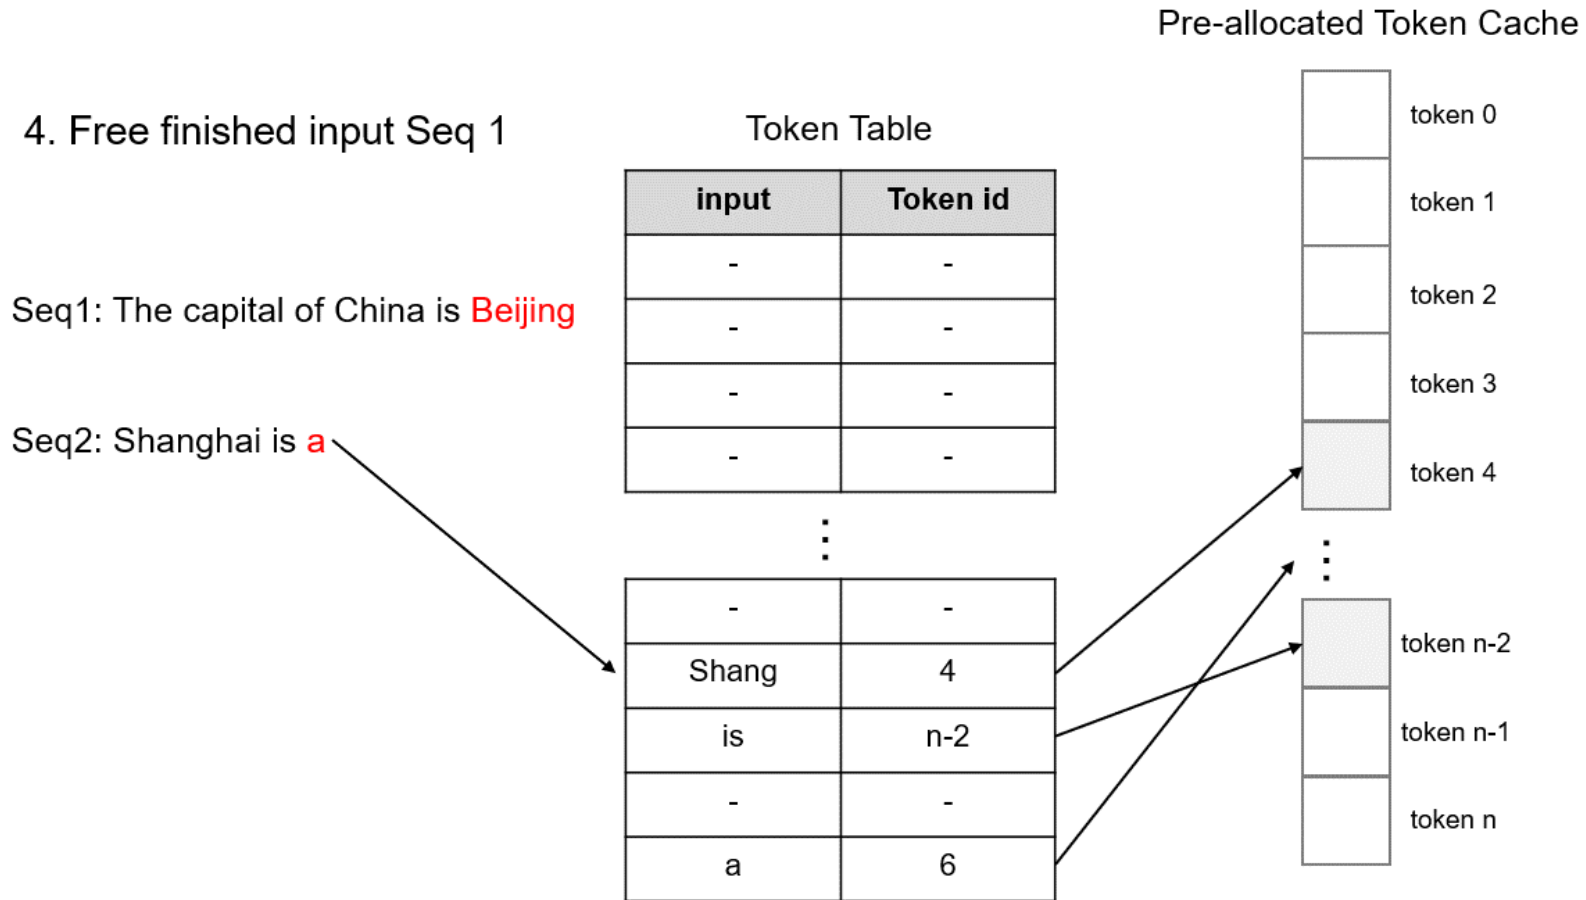 Pre-allocated Token Cache
4. Free finished input Seq 1
Token Table
input Token id
- -
- -
- -
- -
Seq1: The capital of China is Beijing
Seq2: Shanghai is a
- -
Shang 4
is n-2
- -
a 6
token 0
token 1
token 2
token 3
token 4
token n-2
token n-1
token n